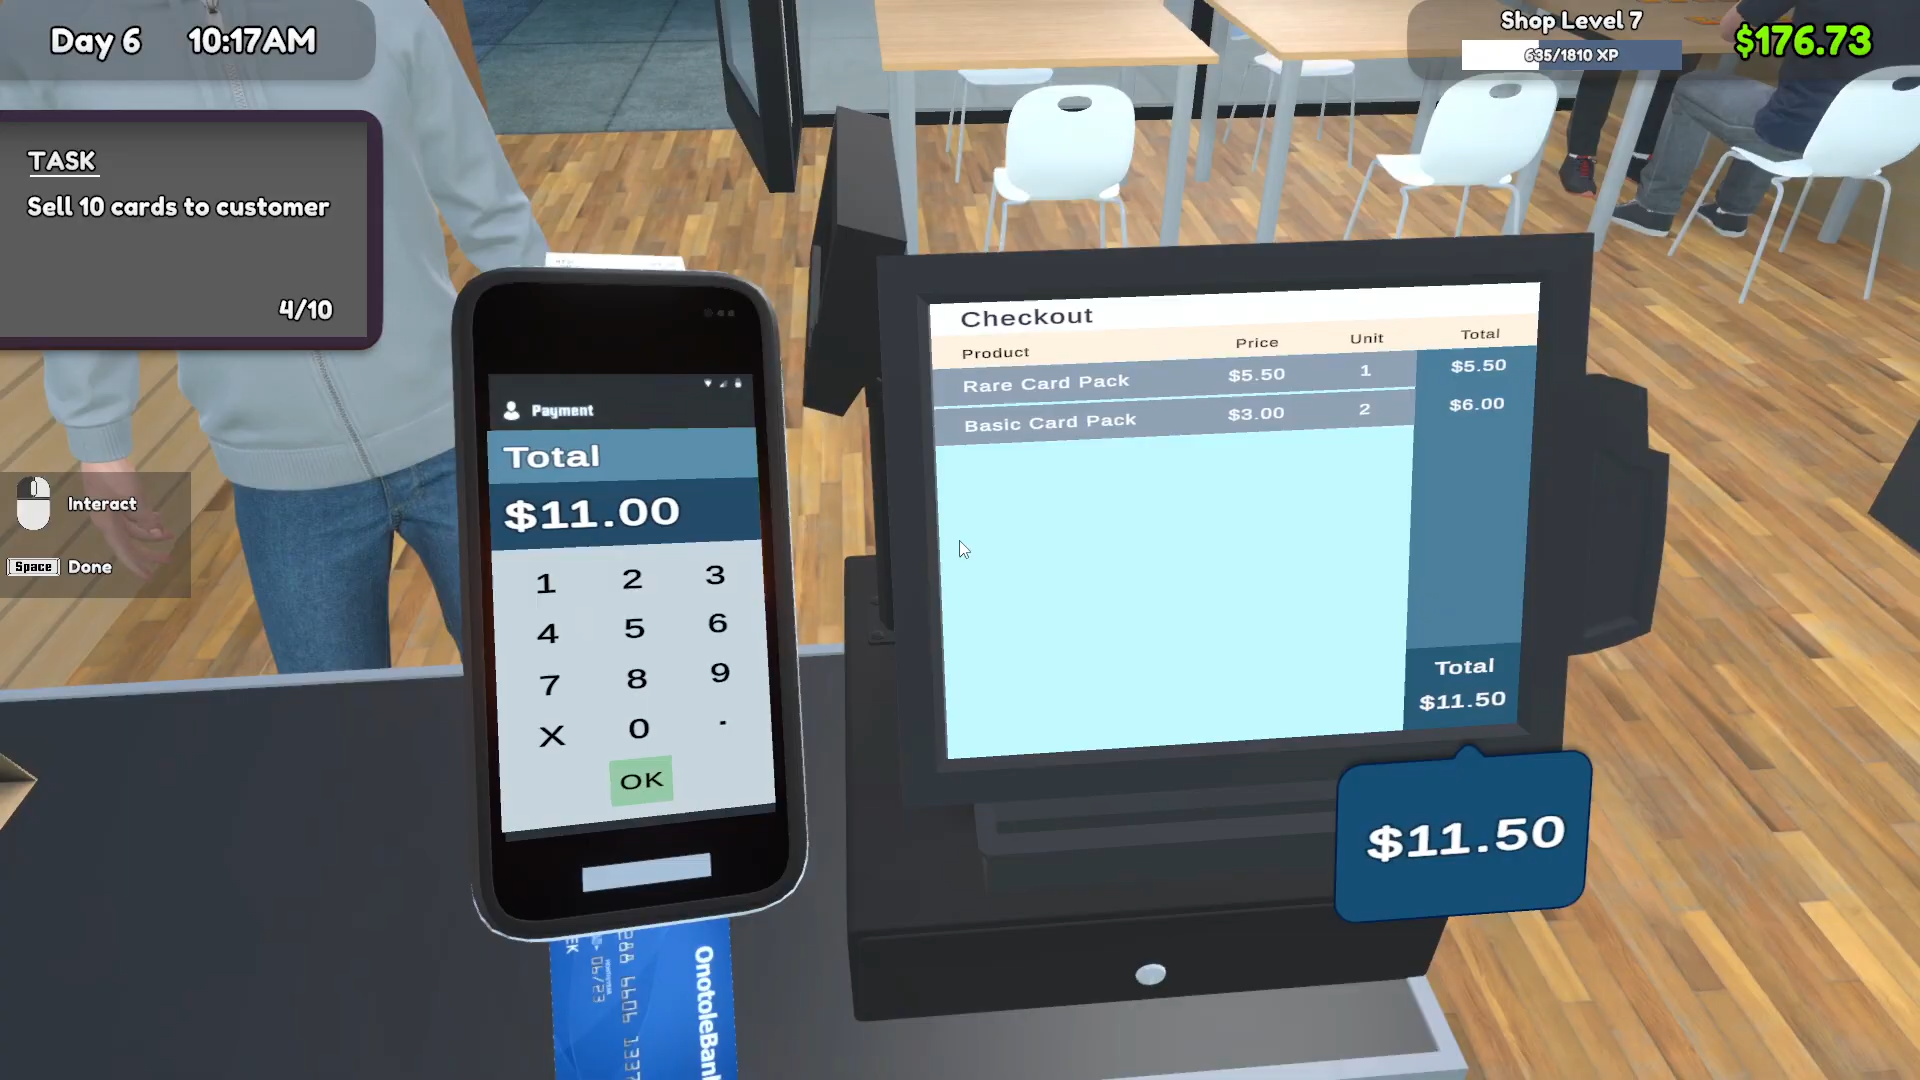 Day 6 10:17AM
Shop Level 7
635/1810 XP
$176.73
TASK
Sell 10 cards to customer
4/10
Interact
Space Done
Payment
Total
$11.00
1 2 3
4 5 6
7 8 9
X 0 .
OK
Checkout
Product Price Unit Total
Rare Card Pack $5.50 1 $5.50
Basic Card Pack $3.00 2 $6.00
Total
$11.50
$11.50
OnotoleBank
06/23